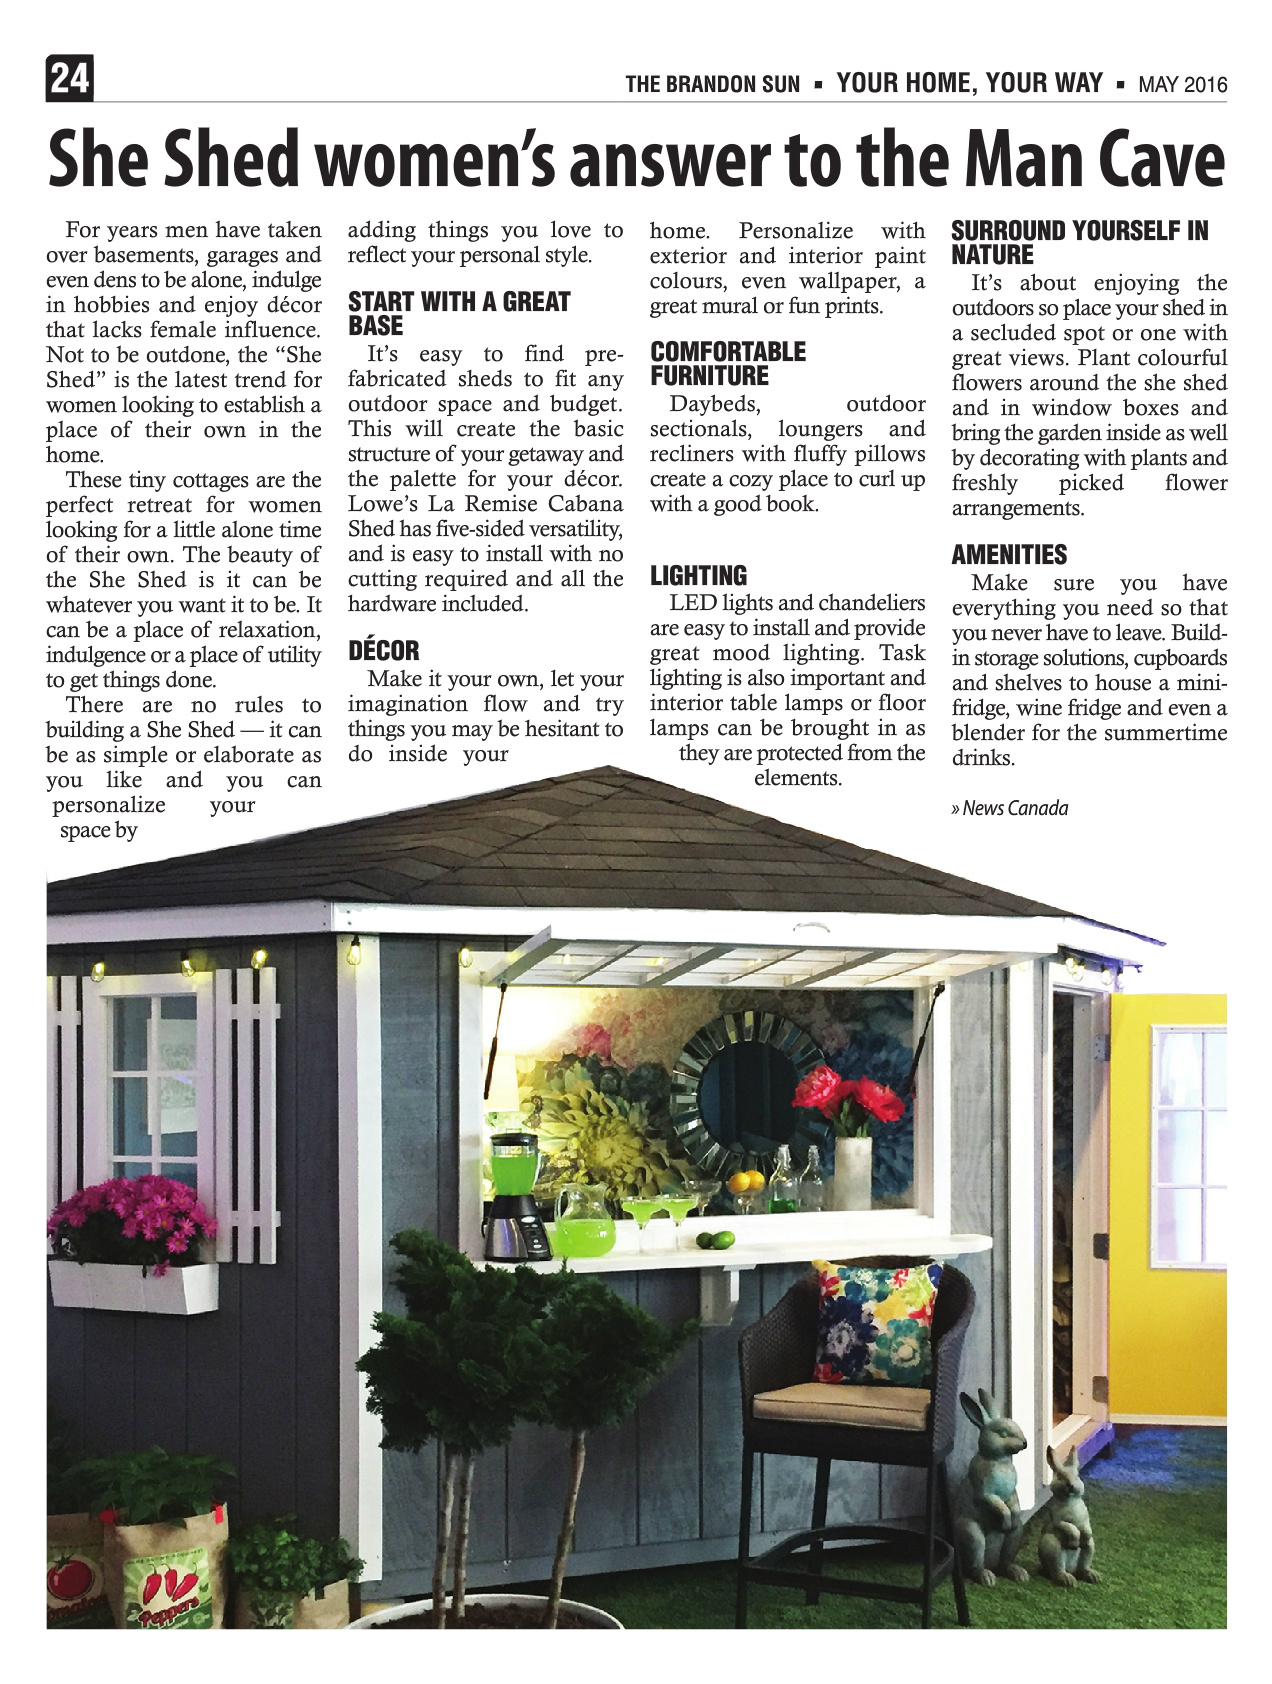 24
THE BRANDON SUN ▪ YOUR HOME, YOUR WAY ▪ MAY 2016
She Shed women’s answer to the Man Cave
For years men have taken
over basements, garages and
even dens to be alone, indulge
in hobbies and enjoy décor
that lacks female influence.
Not to be outdone, the “She
Shed” is the latest trend for
women looking to establish a
place of their own in the
home.
These tiny cottages are the
perfect retreat for women
looking for a little alone time
of their own. The beauty of
the She Shed is it can be
whatever you want it to be. It
can be a place of relaxation,
indulgence or a place of utility
to get things done.
There are no rules to
building a She Shed — it can
be as simple or elaborate as
you like and you can
personalize your
space by
adding things you love to
reflect your personal style.
START WITH A GREAT
BASE
It’s easy to find pre-
fabricated sheds to fit any
outdoor space and budget.
This will create the basic
structure of your getaway and
the palette for your décor.
Lowe’s La Remise Cabana
Shed has five-sided versatility,
and is easy to install with no
cutting required and all the
hardware included.
DÉCOR
Make it your own, let your
imagination flow and try
things you may be hesitant to
do inside your
home. Personalize with
exterior and interior paint
colours, even wallpaper, a
great mural or fun prints.
COMFORTABLE
FURNITURE
Daybeds, outdoor
sectionals, loungers and
recliners with fluffy pillows
create a cozy place to curl up
with a good book.
LIGHTING
LED lights and chandeliers
are easy to install and provide
great mood lighting. Task
lighting is also important and
interior table lamps or floor
lamps can be brought in as
they are protected from the
elements.
SURROUND YOURSELF IN
NATURE
It’s about enjoying the
outdoors so place your shed in
a secluded spot or one with
great views. Plant colourful
flowers around the she shed
and in window boxes and
bring the garden inside as well
by decorating with plants and
freshly picked flower
arrangements.
AMENITIES
Make sure you have
everything you need so that
you never have to leave. Build-
in storage solutions, cupboards
and shelves to house a mini-
fridge, wine fridge and even a
blender for the summertime
drinks.
» News Canada
Peppers